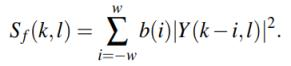 S_f(k,l) = \sum_{i=-w}^{w} b(i)|Y(k-i,l)|^2.